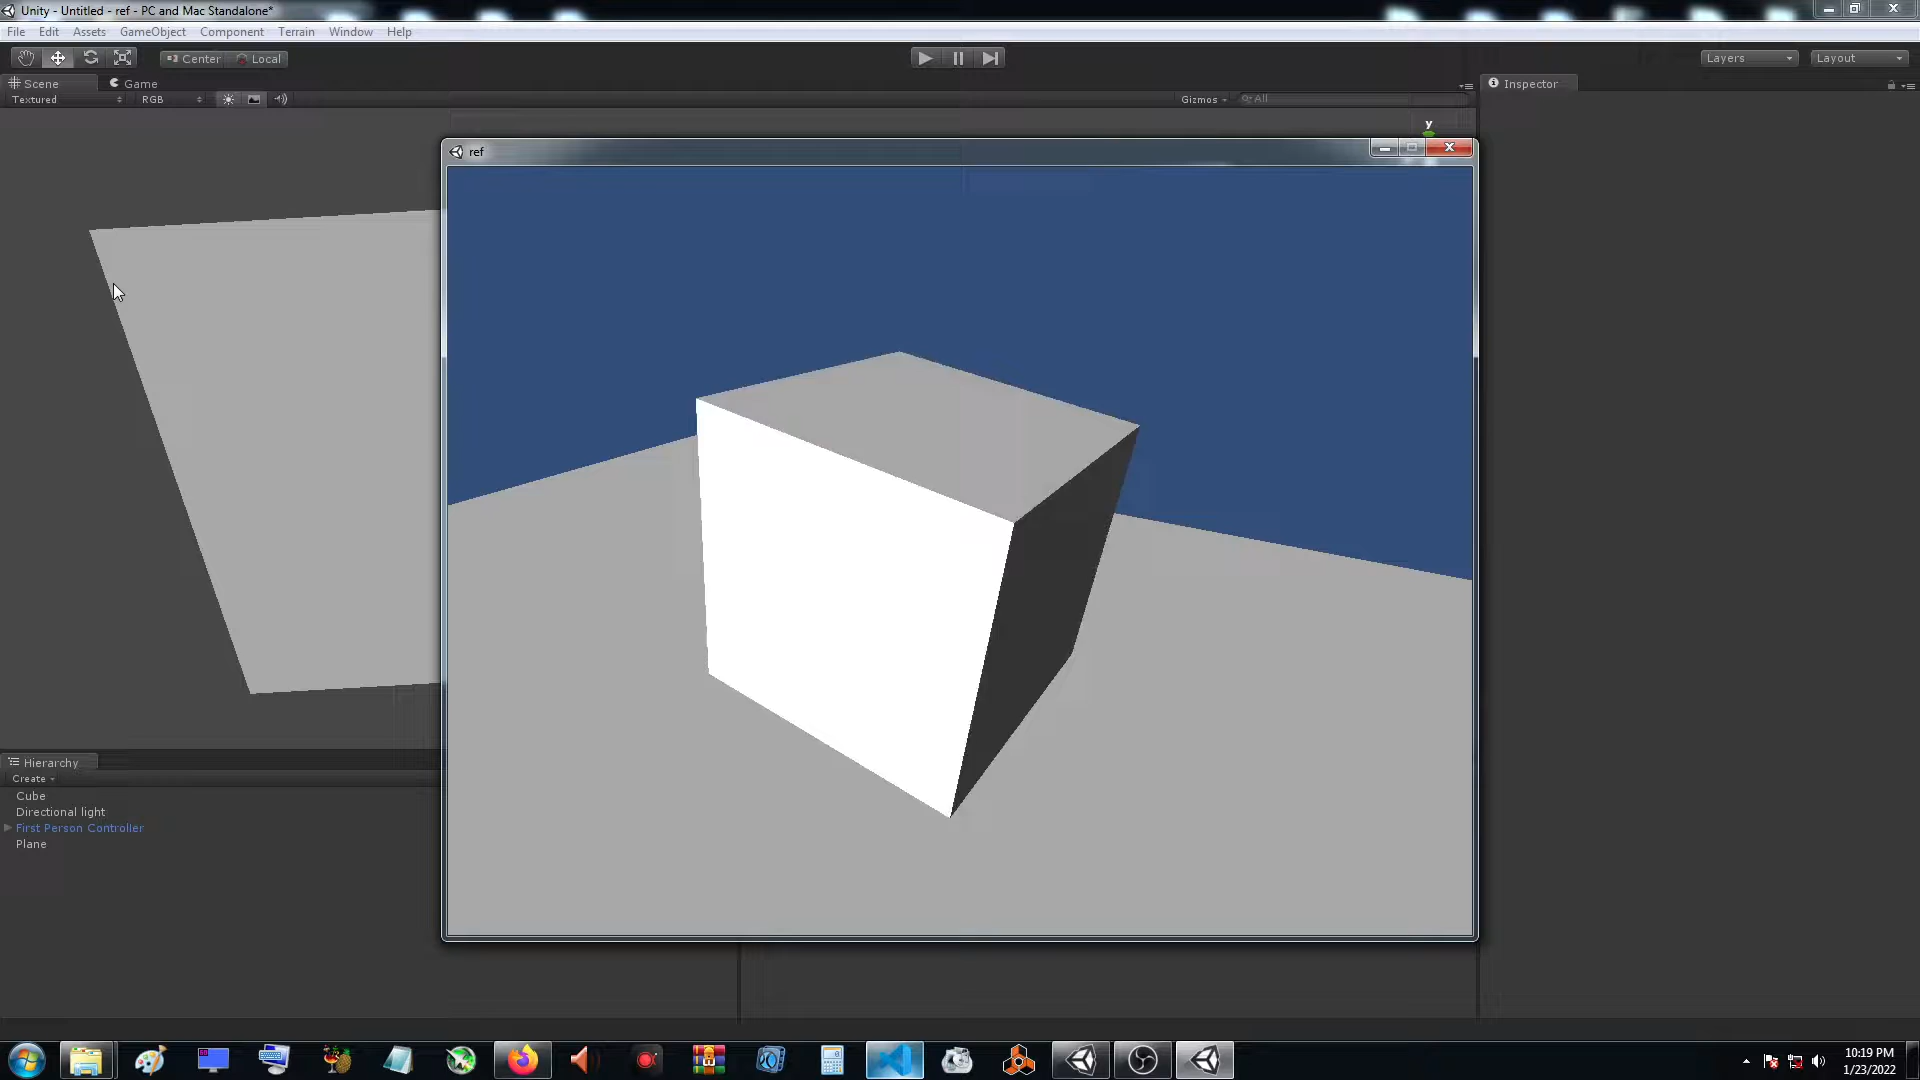 Unity - Untitled - ref - PC and Mac Standalone*
File Edit Assets GameObject Component Terrain Window Help
Center Local Layers Layout
Scene Game Inspector
Textured RGB Gizmos All
y
ref
Hierarchy
Create
Cube
Directional light
First Person Controller
Plane
10:19 PM
1/23/2022